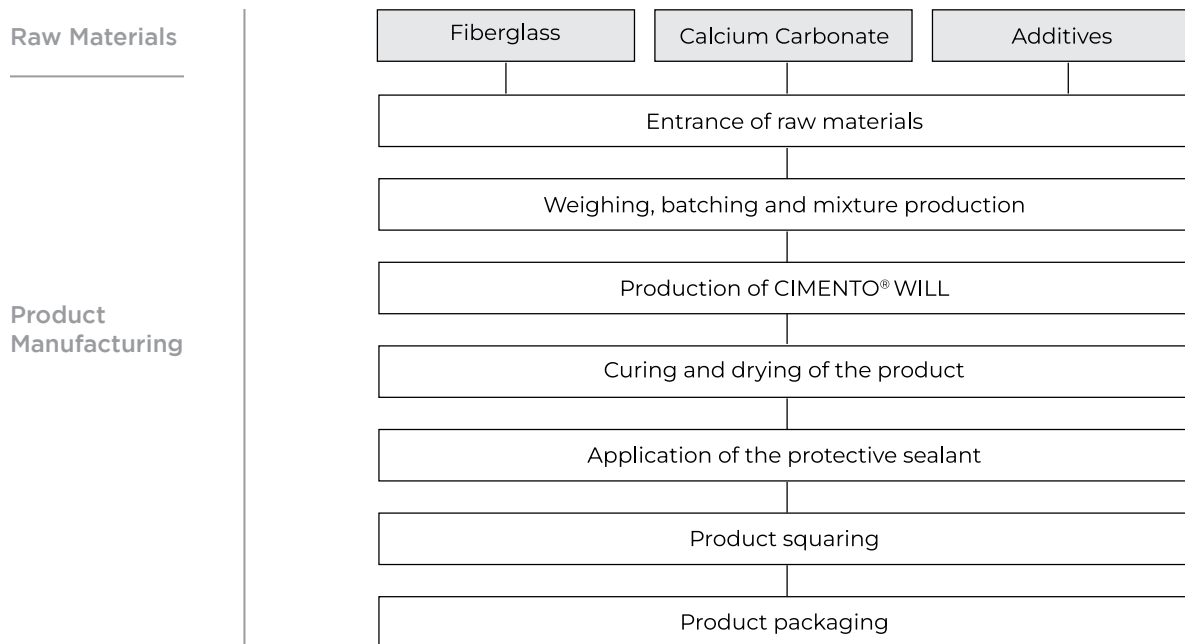 Raw Materials
Fiberglass
Calcium Carbonate
Additives
Entrance of raw materials
Weighing, batching and mixture production
Production of CIMENTO® WILL
Product
Manufacturing
Curing and drying of the product
Application of the protective sealant
Product squaring
Product packaging